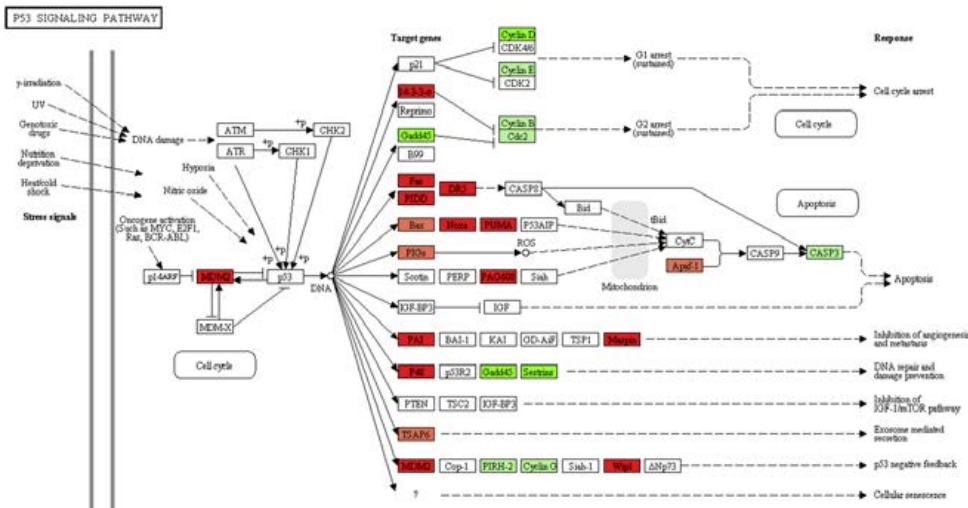 P53 SIGNALING PATHWAY
Target genes
Response
Cyclin D
CDK4/6
p21
Cyclin E
CDK2
G1 arrest
(sustained)
14-3-3-σ
Reprimo
Gadd45
B99
Cyclin B
Cdc2
G2 arrest
(sustained)
Cell cycle arrest
Cell cycle
γ-irradiation
UV
Genotoxic
drugs
Nutrition
deprivation
Heat/cold
shock
Stress signals
DNA damage
ATM
+p
CHK2
ATR
+p
CHK1
Hypoxia
Nitric oxide
Oncogene activation
(Such as MYC, E2F1,
Ras, BCR-ABL)
+p
+p
+p
p14ARF
MDM2
p53
DNA
MDM-X
Cell cycle
Fas
PIDD
DR5
CASP8
Bid
tBid
Bax
Noxa
PUMA
P53AIP
ROS
PIGs
Scotin
PERP
PAG608
Siah
Mitochondrion
CytC
Apaf-1
CASP9
CASP3
Apoptosis
Apoptosis
IGF-BP3
IGF
PAI
BAI-1
KAI
GD-AiF
TSP1
Maspin
Inhibition of angiogenesis
and metastasis
P48
p53R2
Gadd45
Sestrins
DNA repair and
damage prevention
PTEN
TSC2
IGF-BP3
Inhibition of
IGF-1/mTOR pathway
TSAP6
Exosome mediated
secretion
MDM2
Cop-1
PIRH-2
Cyclin G
Siah-1
Wip1
ΔNp73
p53 negative feedback
?
Cellular senescence